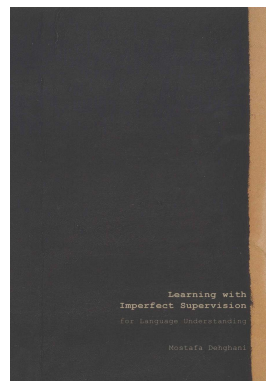 Learning with
Imperfect Supervision
for Language Understanding
Mostafa Dehghani